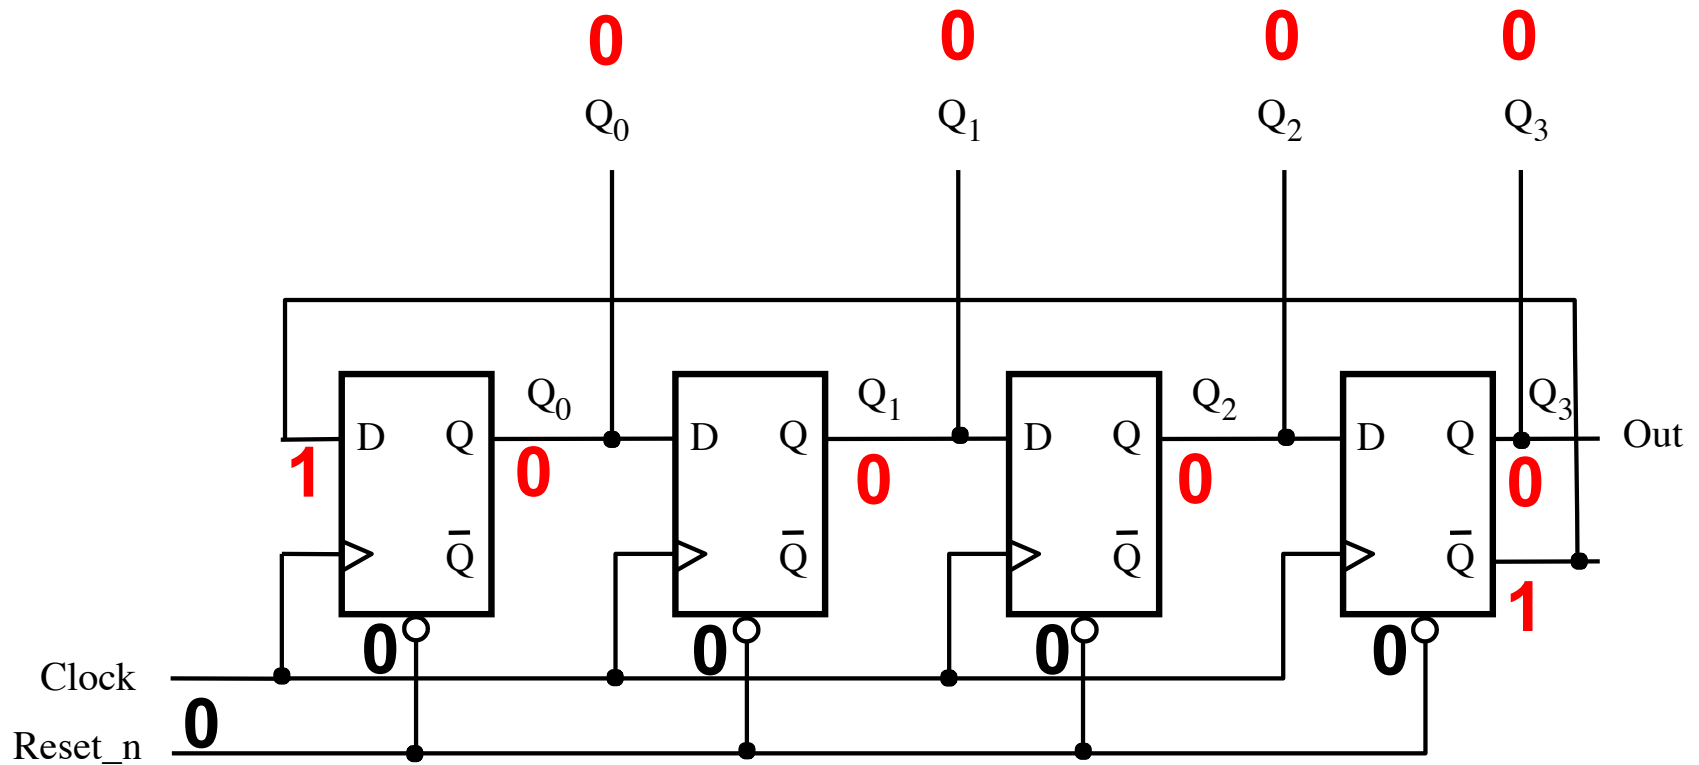 0 0 0 0
Q0 Q1 Q2 Q3
Q0 Q1 Q2 Q3
D Q D Q D Q D Q Out
1 0 0 0 0
Q̅ Q̅ Q̅ Q̅
1
0 0 0 0
Clock
0
Reset_n